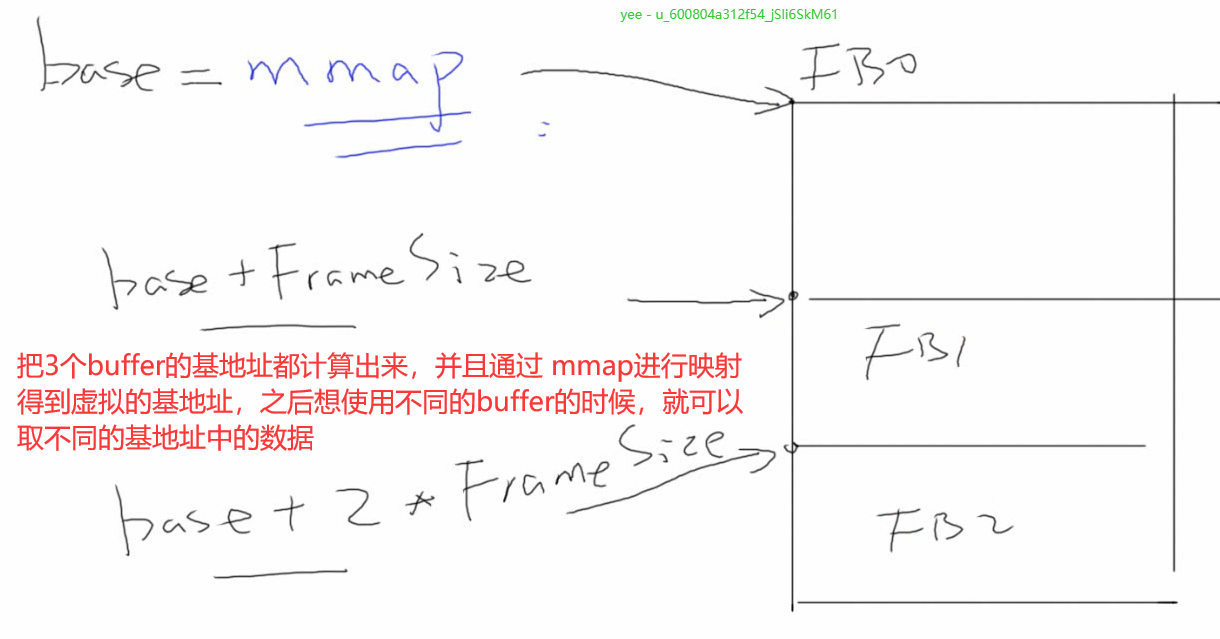 yee - u_600804a312f54_jSli6SkM61
base = mmap
FB0
base + FrameSize
FB1
把3个buffer的基地址都计算出来，并且通过 mmap进行映射
得到虚拟的基地址，之后想使用不同的buffer的时候，就可以
取不同的基地址中的数据
base + 2 * FrameSize
FB2